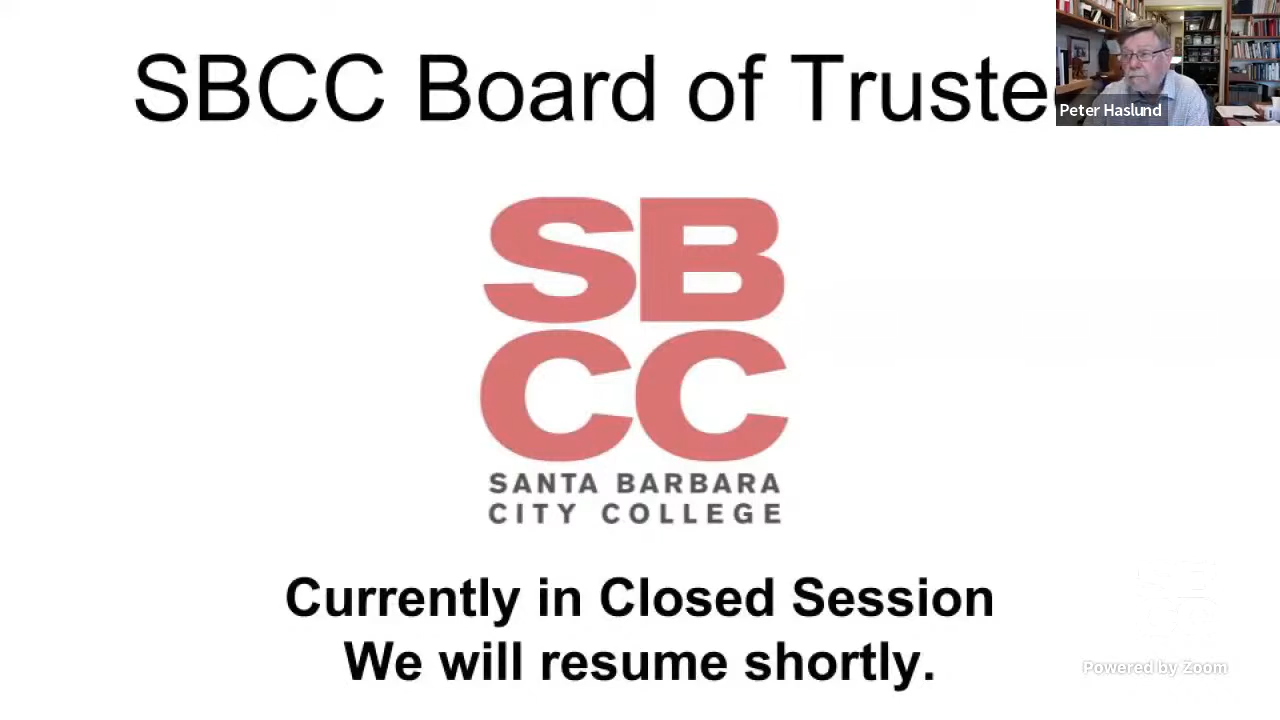 SBCC Board of Truste
Peter Haslund
SB
CC
SANTA BARBARA
CITY COLLEGE
Currently in Closed Session
We will resume shortly.
Powered by Zoom